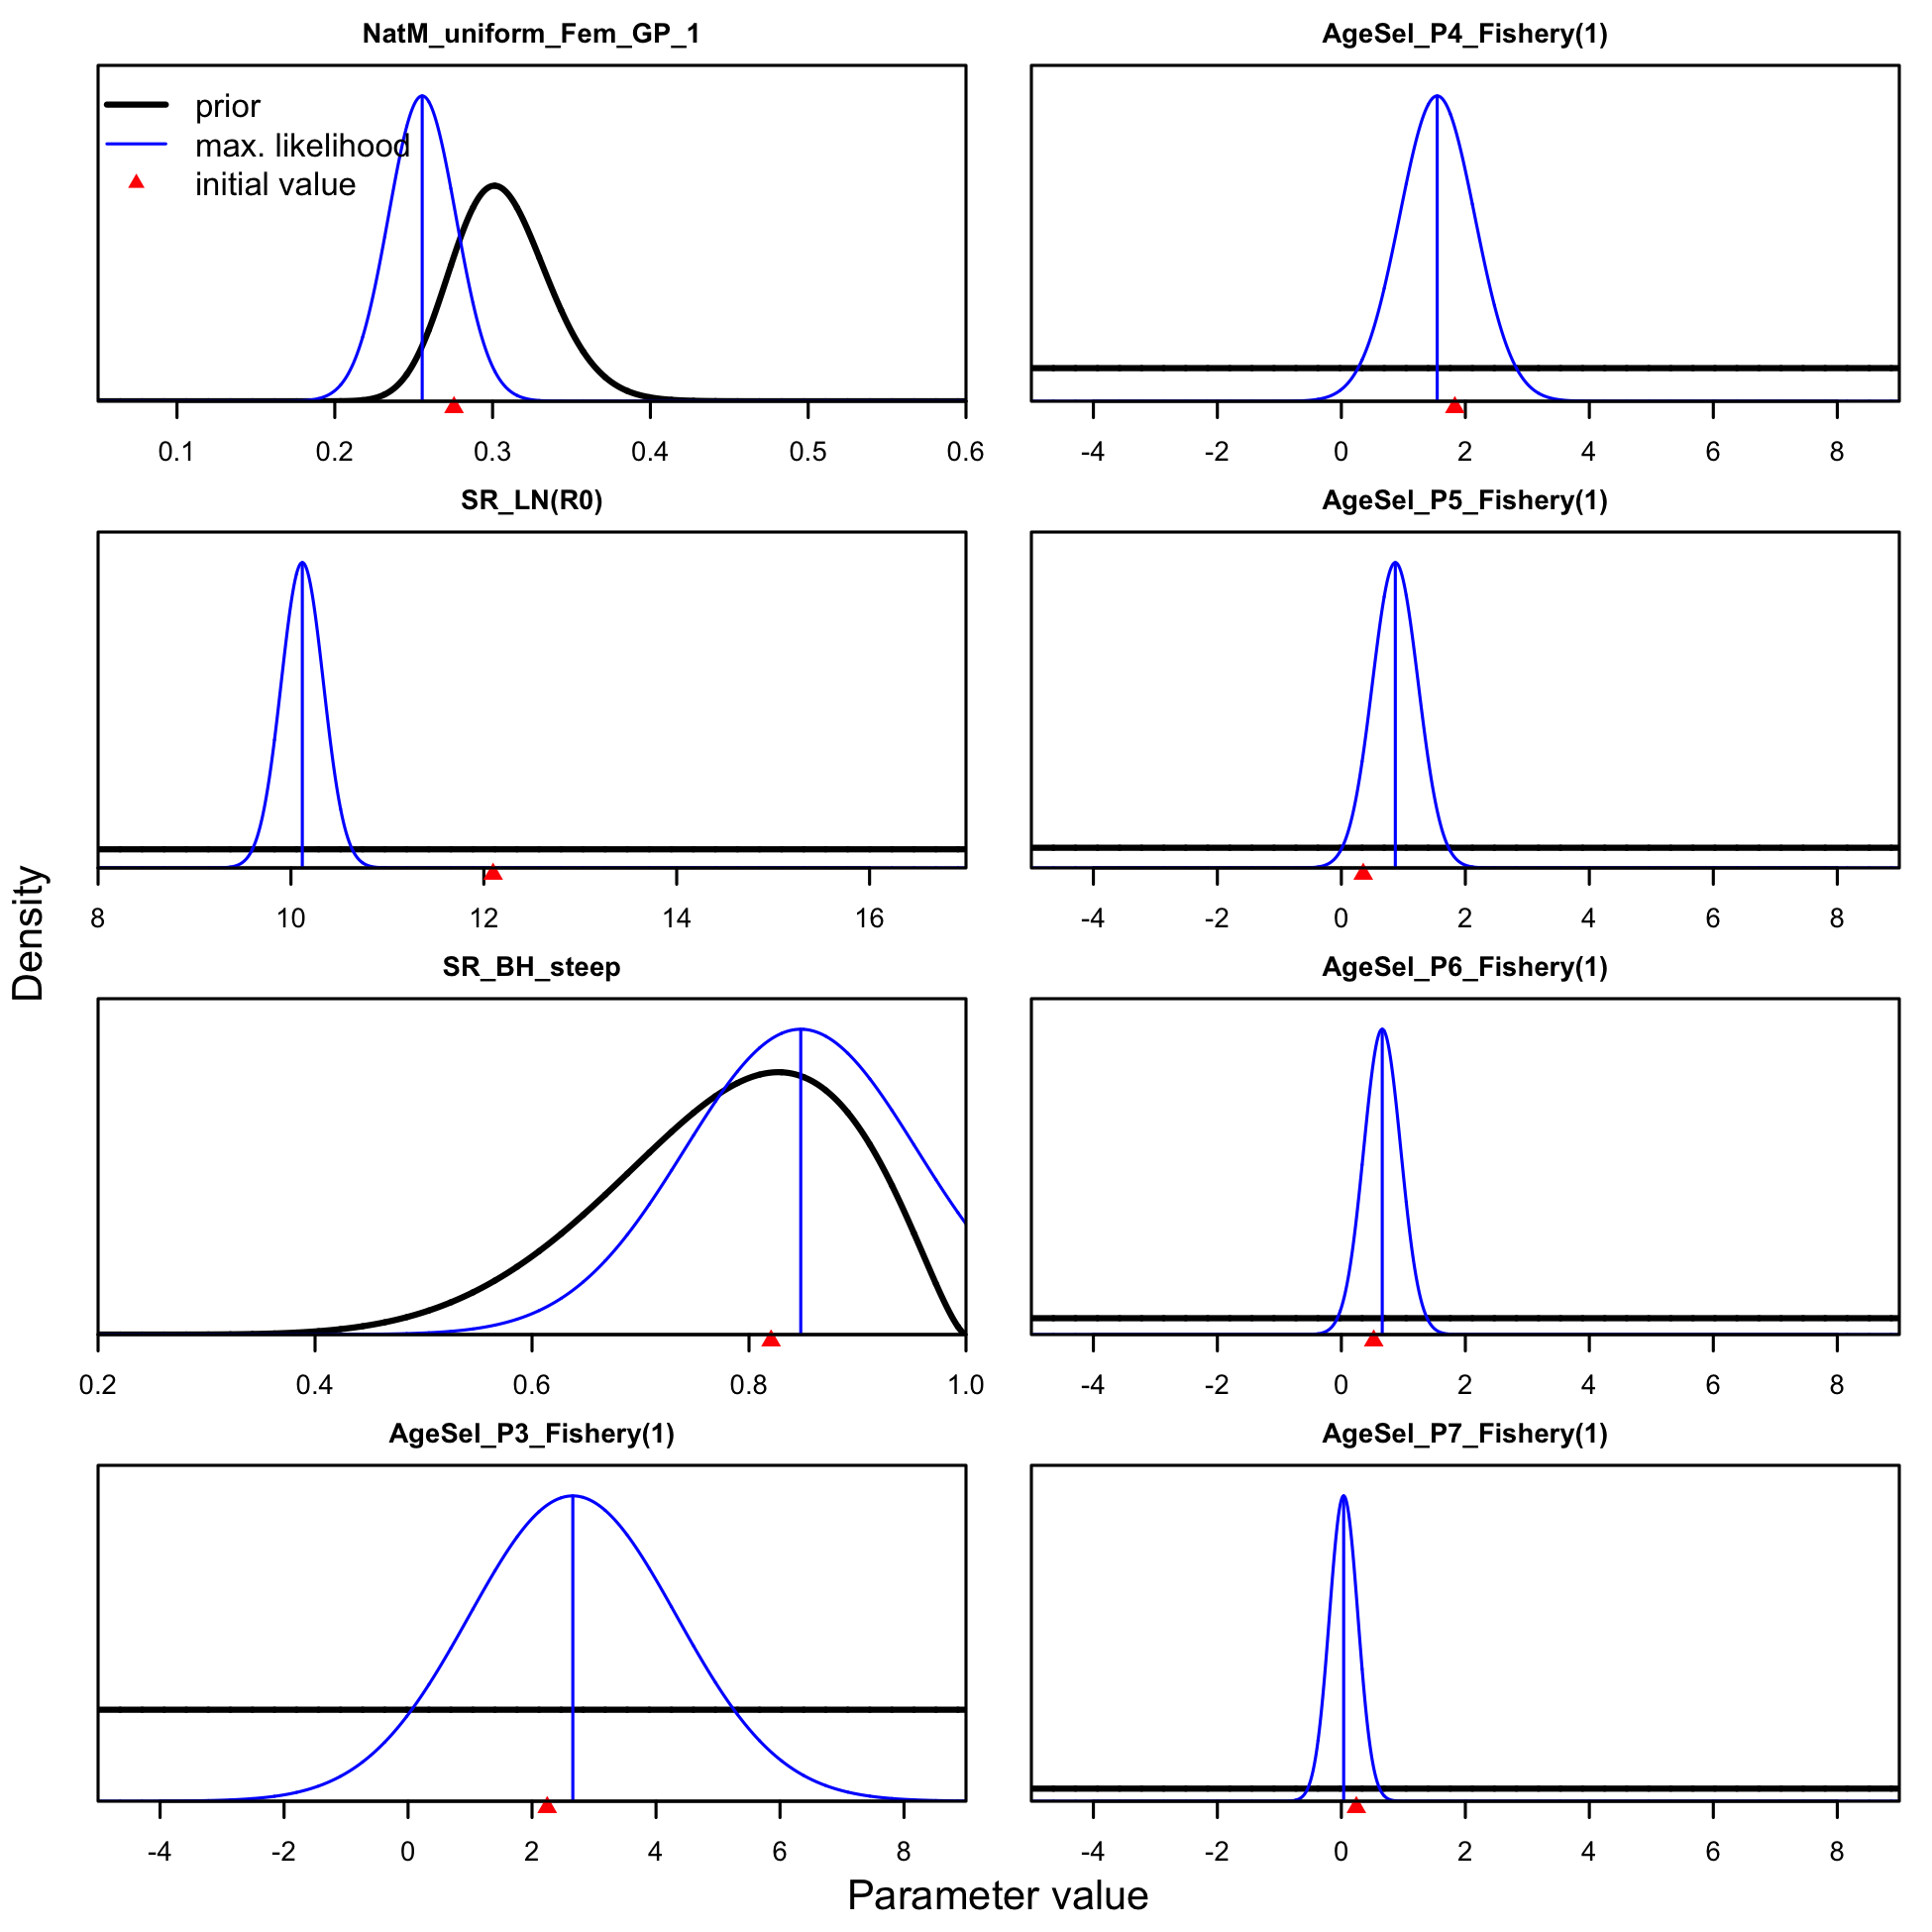 NatM_uniform_Fem_GP_1
prior
max. likelihood
initial value
0.1 0.2 0.3 0.4 0.5 0.6
AgeSel_P4_Fishery(1)
-4 -2 0 2 4 6 8
SR_LN(R0)
8 10 12 14 16
AgeSel_P5_Fishery(1)
-4 -2 0 2 4 6 8
Density
SR_BH_steep
0.2 0.4 0.6 0.8 1.0
AgeSel_P6_Fishery(1)
-4 -2 0 2 4 6 8
AgeSel_P3_Fishery(1)
-4 -2 0 2 4 6 8
AgeSel_P7_Fishery(1)
-4 -2 0 2 4 6 8
Parameter value